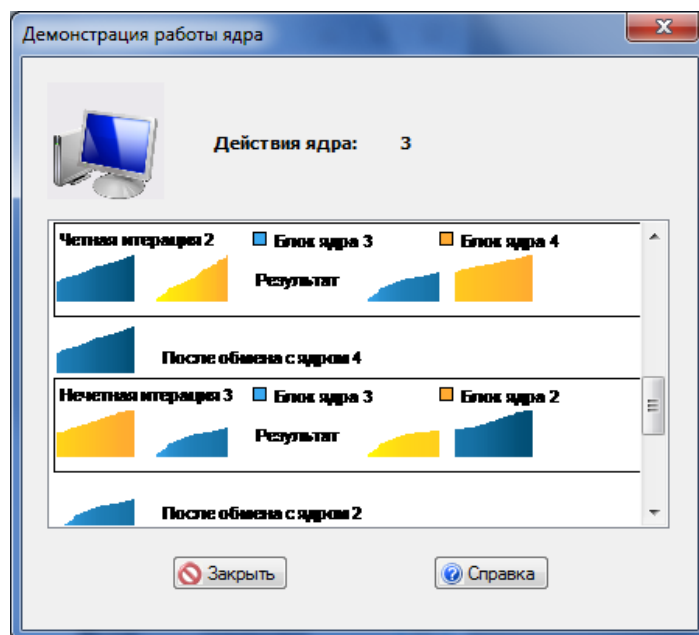 Демонстрация работы ядра
Действия ядра: 3
Четная итерация 2 Блок ядра 3 Блок ядра 4
Результат
После обмена с ядром 4
Нечетная итерация 3 Блок ядра 3 Блок ядра 2
Результат
После обмена с ядром 2
Закрыть Справка